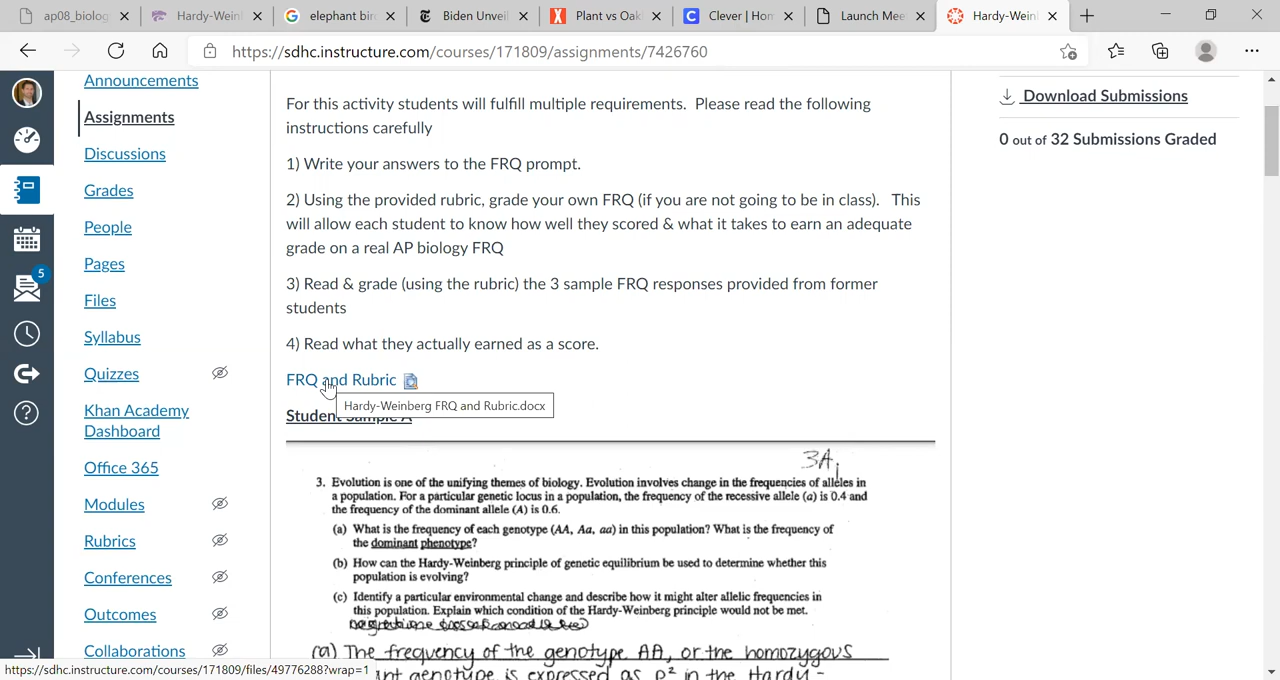 ap08_biolog
Hardy-Wein
elephant bir
Biden Unveil
Plant vs Oak
Clever | Hom
Launch Mee
Hardy-Wein
https://sdhc.instructure.com/courses/171809/assignments/7426760
Announcements
Assignments
Discussions
Grades
People
Pages
Files
Syllabus
Quizzes
Khan Academy
Dashboard
Office 365
Modules
Rubrics
Conferences
Outcomes
Collaborations
5
For this activity students will fulfill multiple requirements. Please read the following
instructions carefully
1) Write your answers to the FRQ prompt.
2) Using the provided rubric, grade your own FRQ (if you are not going to be in class). This
will allow each student to know how well they scored & what it takes to earn an adequate
grade on a real AP biology FRQ
3) Read & grade (using the rubric) the 3 sample FRQ responses provided from former
students
4) Read what they actually earned as a score.
FRQ and Rubric
Hardy-Weinberg FRQ and Rubric.docx
Student Sample A
3A
3. Evolution is one of the unifying themes of biology. Evolution involves change in the frequencies of alleles in
a population. For a particular genetic locus in a population, the frequency of the recessive allele (a) is 0.4 and
the frequency of the dominant allele (A) is 0.6.
(a) What is the frequency of each genotype (AA, Aa, aa) in this population? What is the frequency of
the dominant phenotype?
(b) How can the Hardy-Weinberg principle of genetic equilibrium be used to determine whether this
population is evolving?
(c) Identify a particular environmental change and describe how it might alter allelic frequencies in
this population. Explain which condition of the Hardy-Weinberg principle would not be met.
(a) The frequency of the genotype AA, or the homozygous
ant genotype is expressed as p² in the Hardy-
Download Submissions
0 out of 32 Submissions Graded
https://sdhc.instructure.com/courses/171809/files/49776288?wrap=1